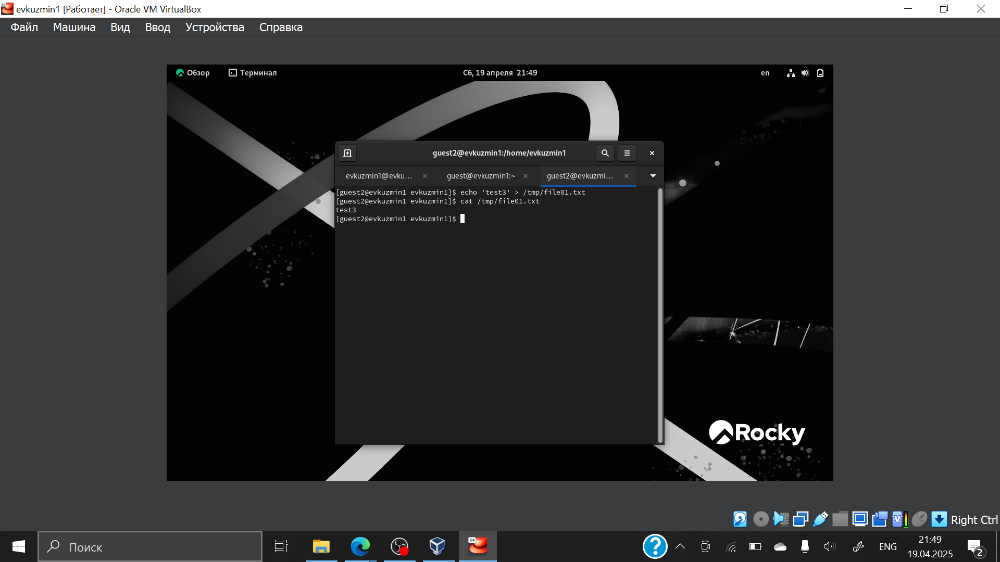 evkuzmin1 [Работает] - Oracle VM VirtualBox
Файл Машина Вид Ввод Устройства Справка
Обзор Терминал Сб, 19 апреля 21:49 en
guest2@evkuzmin1:/home/evkuzmin1
evkuzmin1@evku... guest@evkuzmin1:~ guest2@evkuzmi...
[guest2@evkuzmin1 evkuzmin1]$ echo 'test3' > /tmp/file01.txt
[guest2@evkuzmin1 evkuzmin1]$ cat /tmp/file01.txt
test3
[guest2@evkuzmin1 evkuzmin1]$
Rocky
Right Ctrl
Поиск
64
ENG
21:49
19.04.2025
2